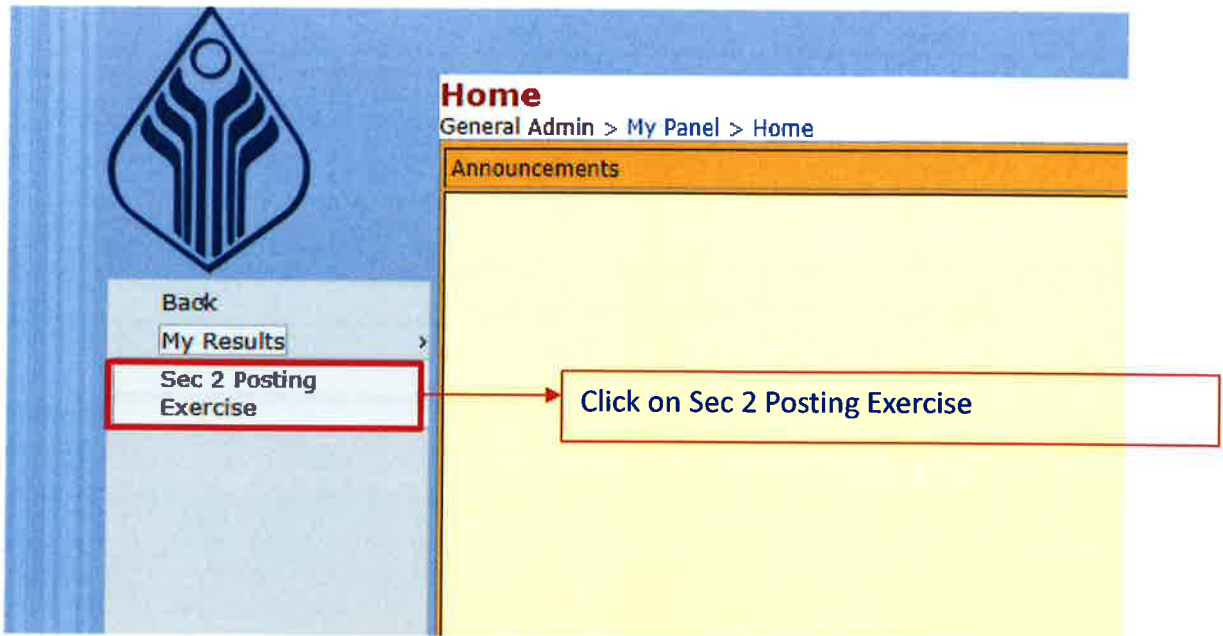 Home
General Admin > My Panel > Home
Announcements
Back
My Results >
Sec 2 Posting
Exercise
Click on Sec 2 Posting Exercise